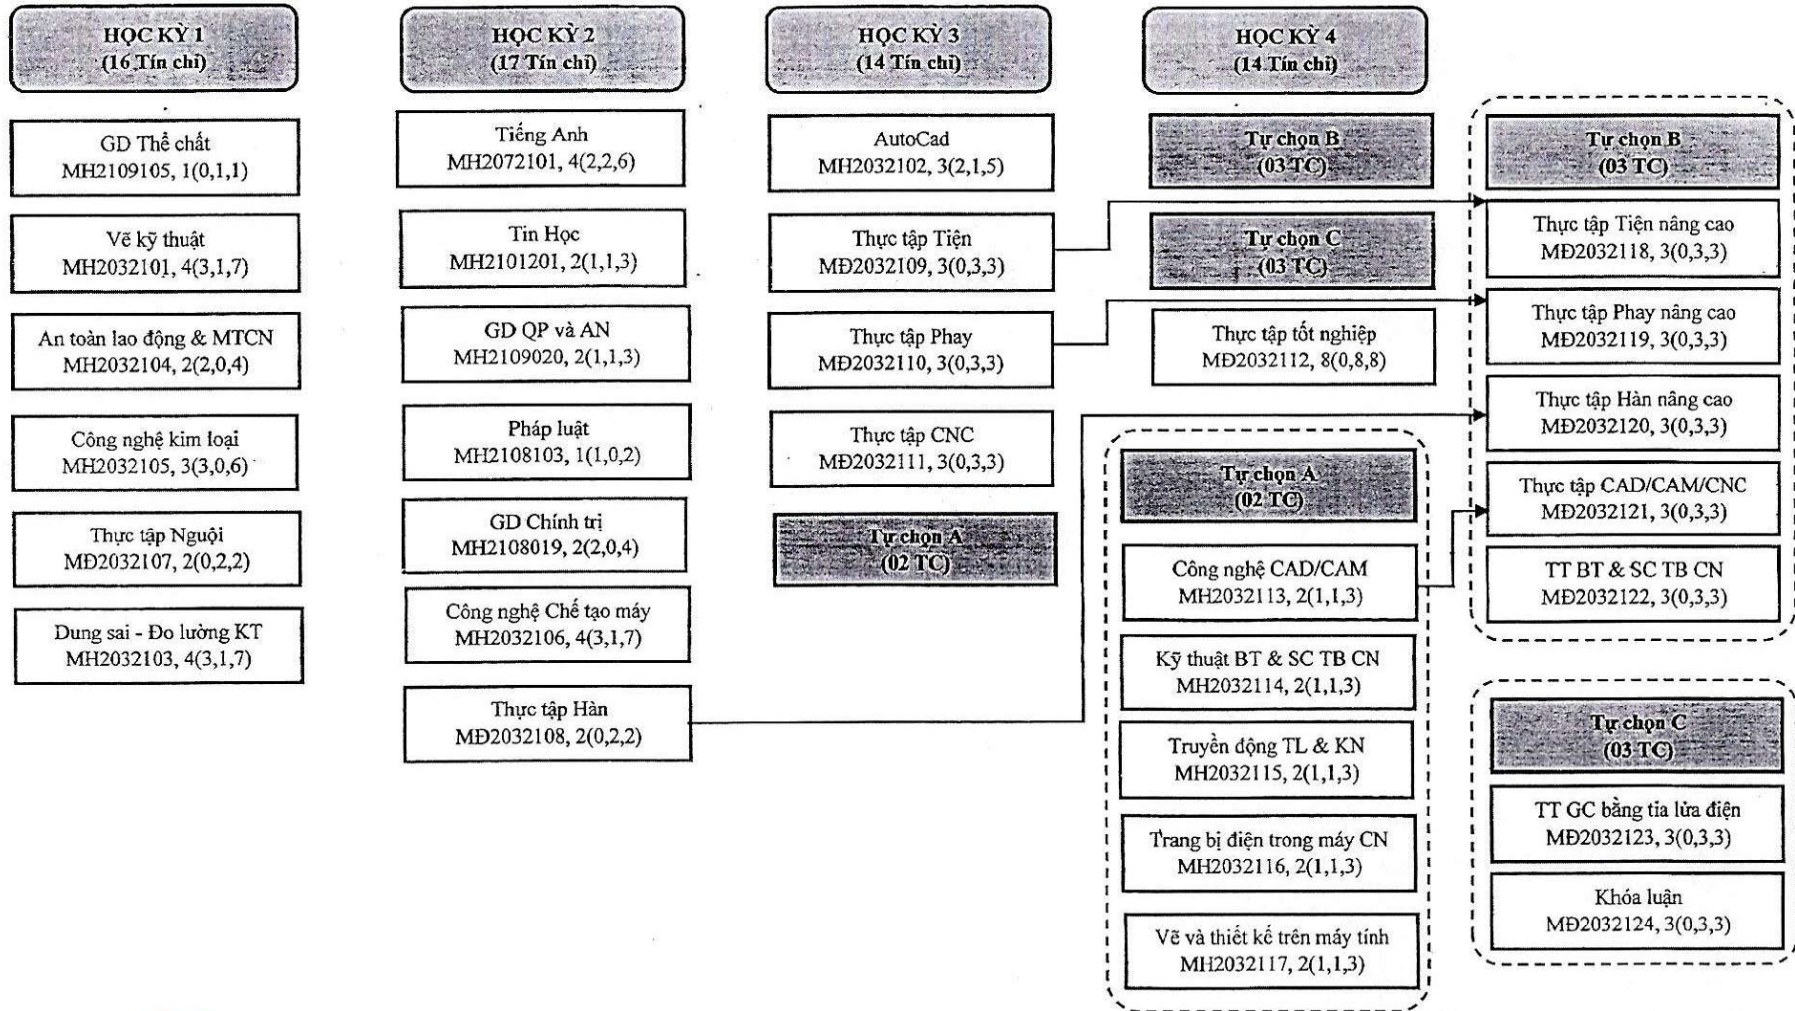 HỌC KỲ 1
(16 Tín chỉ)
GD Thể chất
MH2109105, 1(0,1,1)
Vẽ kỹ thuật
MH2032101, 4(3,1,7)
An toàn lao động & MTCN
MH2032104, 2(2,0,4)
Công nghệ kim loại
MH2032105, 3(3,0,6)
Thực tập Nguội
MĐ2032107, 2(0,2,2)
Dung sai - Đo lường KT
MH2032103, 4(3,1,7)
HỌC KỲ 2
(17 Tín chỉ)
Tiếng Anh
MH2072101, 4(2,2,6)
Tin Học
MH2101201, 2(1,1,3)
GD QP và AN
MH2109020, 2(1,1,3)
Pháp luật
MH2108103, 1(1,0,2)
GD Chính trị
MH2108019, 2(2,0,4)
Công nghệ Chế tạo máy
MH2032106, 4(3,1,7)
Thực tập Hàn
MĐ2032108, 2(0,2,2)
HỌC KỲ 3
(14 Tín chỉ)
AutoCad
MH2032102, 3(2,1,5)
Thực tập Tiện
MĐ2032109, 3(0,3,3)
Thực tập Phay
MĐ2032110, 3(0,3,3)
Thực tập CNC
MĐ2032111, 3(0,3,3)
Tự chọn A
(02 TC)
HỌC KỲ 4
(14 Tín chỉ)
Tự chọn B
(03 TC)
Tự chọn C
(03 TC)
Thực tập tốt nghiệp
MĐ2032112, 8(0,8,8)
Tự chọn A
(02 TC)
Công nghệ CAD/CAM
MH2032113, 2(1,1,3)
Kỹ thuật BT & SC TB CN
MH2032114, 2(1,1,3)
Truyền động TL & KN
MH2032115, 2(1,1,3)
Trang bị điện trong máy CN
MH2032116, 2(1,1,3)
Vẽ và thiết kế trên máy tính
MH2032117, 2(1,1,3)
Tự chọn B
(03 TC)
Thực tập Tiện nâng cao
MĐ2032118, 3(0,3,3)
Thực tập Phay nâng cao
MĐ2032119, 3(0,3,3)
Thực tập Hàn nâng cao
MĐ2032120, 3(0,3,3)
Thực tập CAD/CAM/CNC
MĐ2032121, 3(0,3,3)
TT BT & SC TB CN
MĐ2032122, 3(0,3,3)
Tự chọn C
(03 TC)
TT GC bằng tia lửa điện
MĐ2032123, 3(0,3,3)
Khóa luận
MĐ2032124, 3(0,3,3)